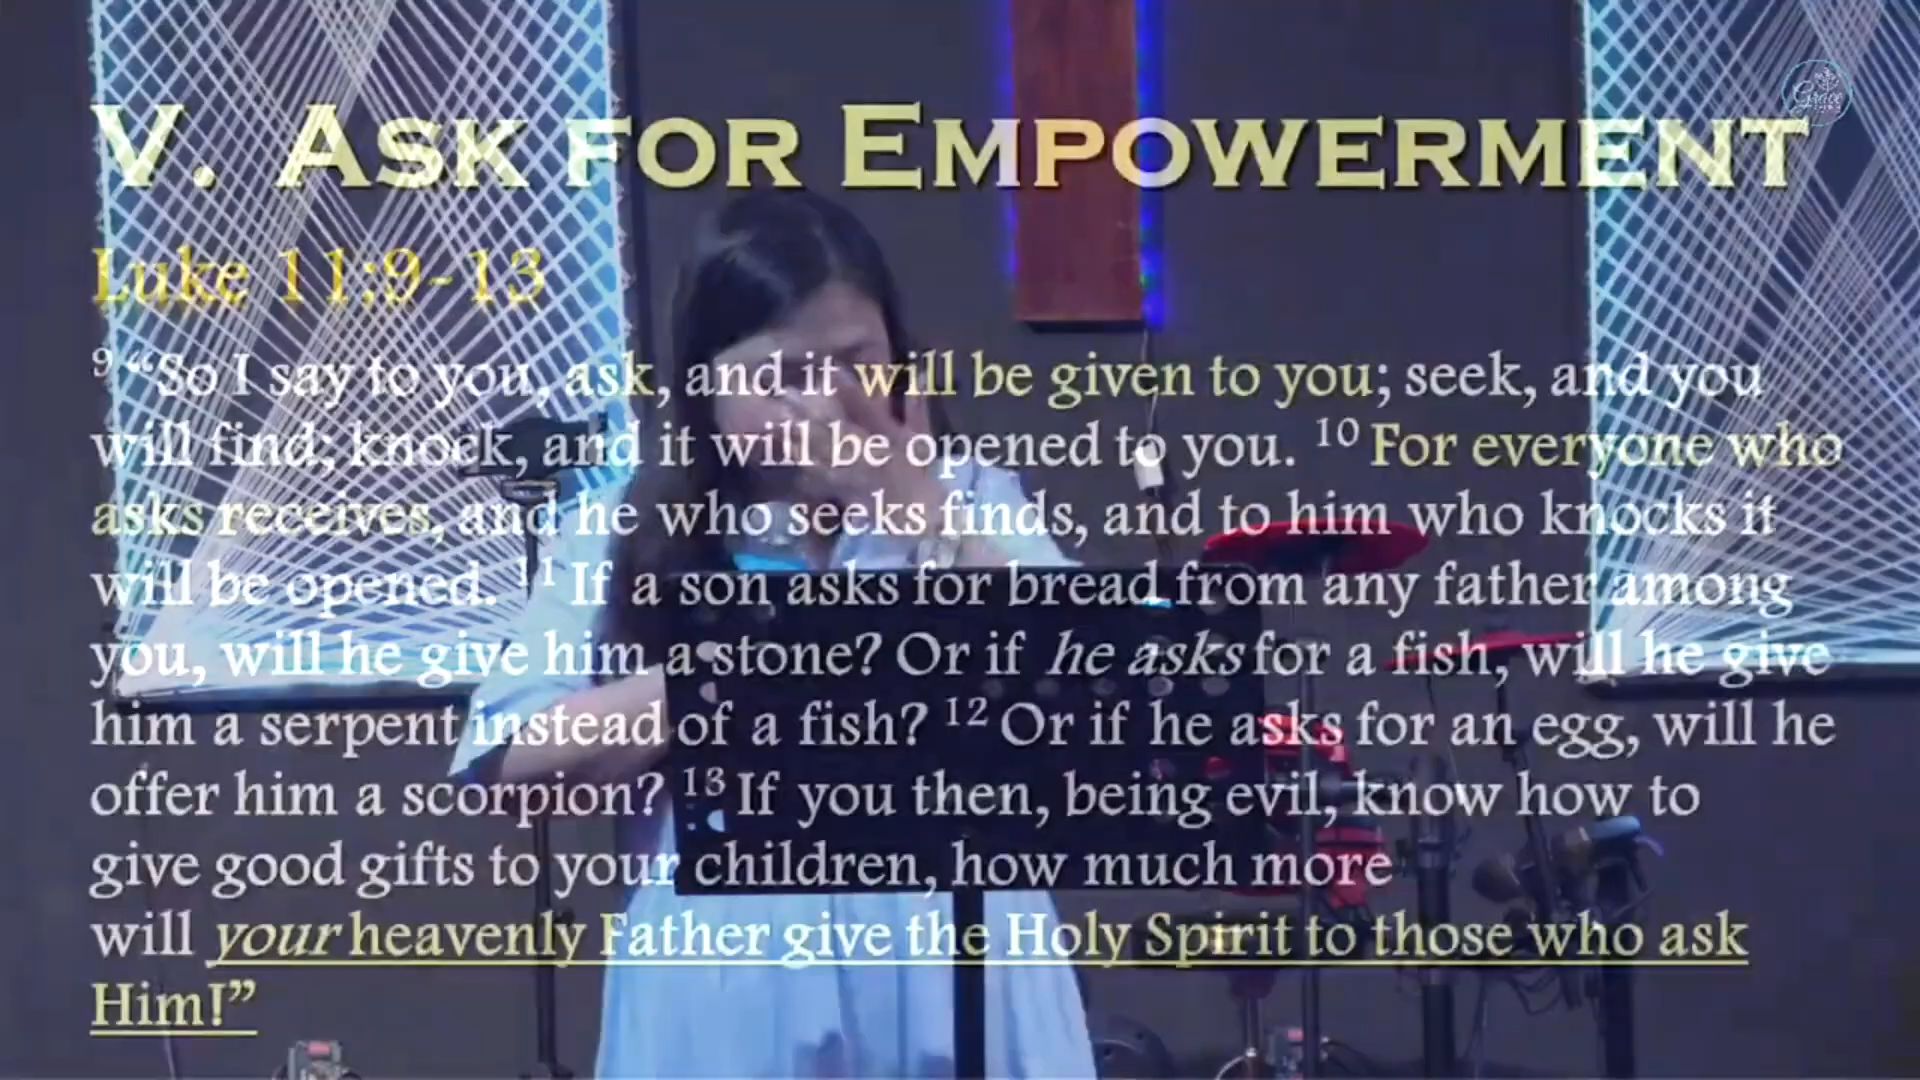 V. Ask for Empowerment
Grace
Luke 11:9-13
9 “So I say to you, ask, and it will be given to you; seek, and you
will find; knock, and it will be opened to you. 10 For everyone who
asks receives, and he who seeks finds, and to him who knocks it
will be opened. 11 If a son asks for bread from any father among
you, will he give him a stone? Or if he asks for a fish, will he give
him a serpent instead of a fish? 12 Or if he asks for an egg, will he
offer him a scorpion? 13 If you then, being evil, know how to
give good gifts to your children, how much more
will your heavenly Father give the Holy Spirit to those who ask
Him!”